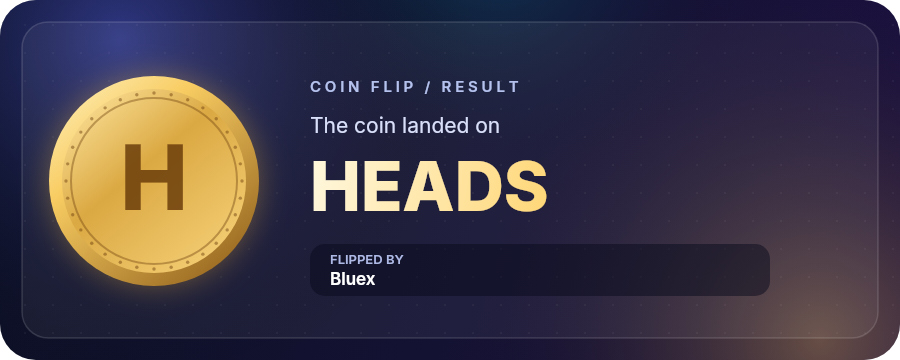 H
COIN FLIP / RESULT
The coin landed on
HEADS
FLIPPED BY
Bluex